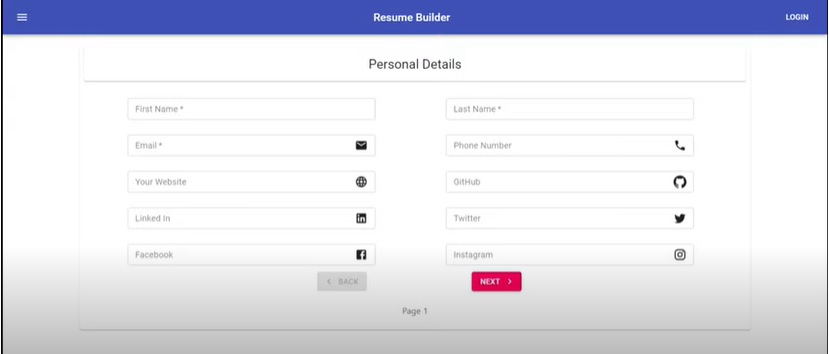 Resume Builder LOGIN
Personal Details
First Name * Last Name *
Email * Phone Number
Your Website GitHub
Linked In Twitter
Facebook Instagram
BACK NEXT
Page 1